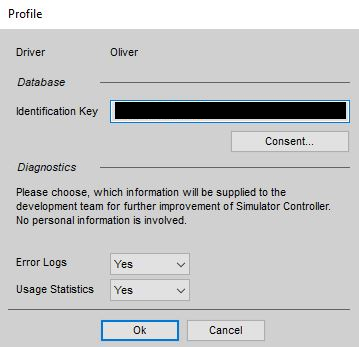 Profile
Driver Oliver
Database
Identification Key
Consent...
Diagnostics
Please choose, which information will be supplied to the
development team for further improvement of Simulator Controller.
No personal information is involved.
Error Logs Yes
Usage Statistics Yes
Ok Cancel